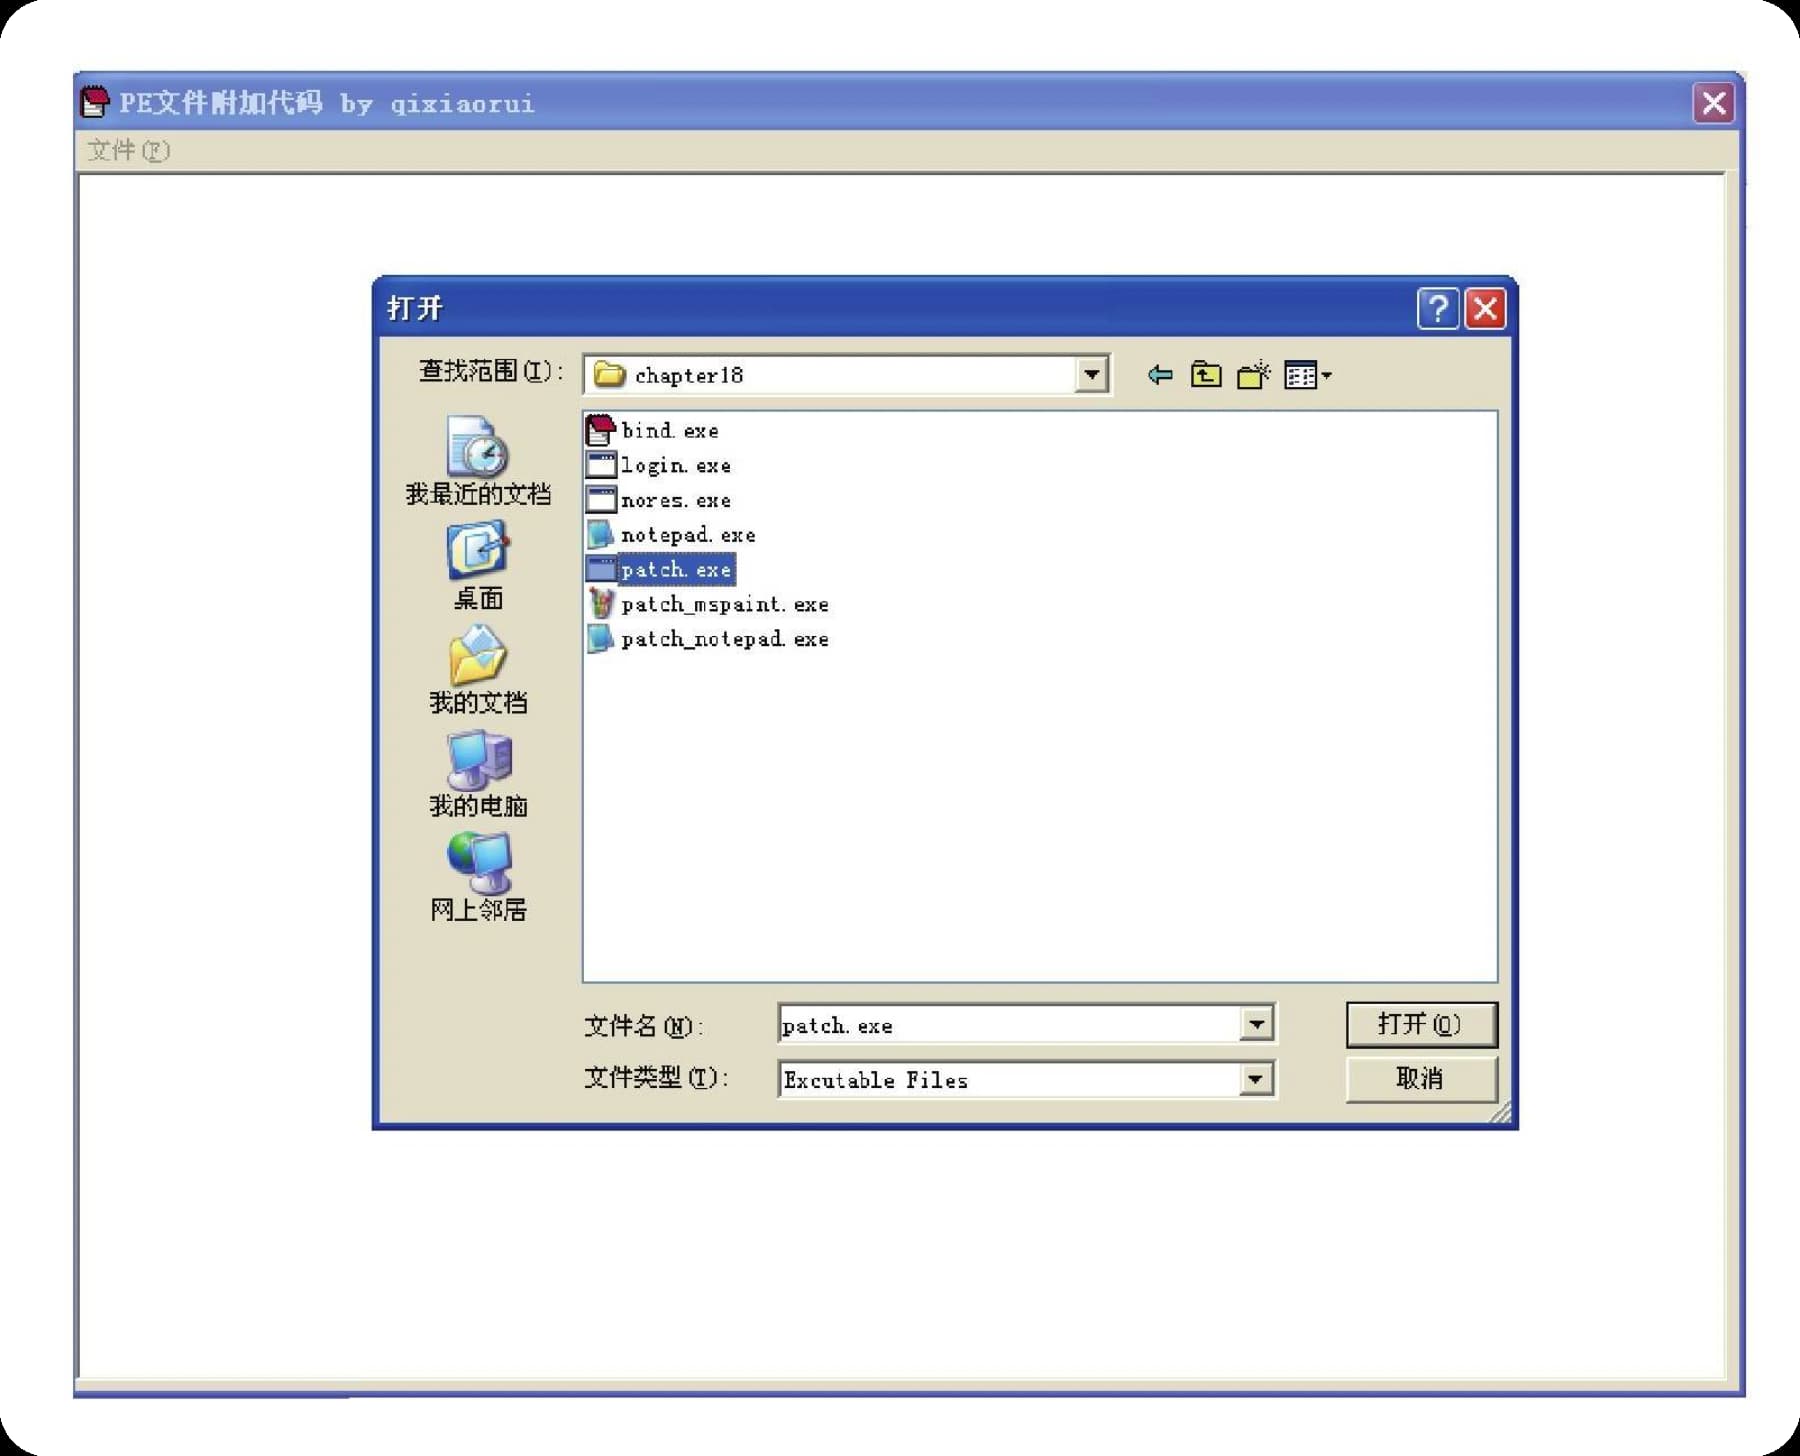 PE文件附加代码 by qixiaorui
文件(F)
打开
查找范围(I): chapter18
bind.exe
login.exe
nores.exe
notepad.exe
patch.exe
patch_mspaint.exe
patch_notepad.exe
我最近的文档
桌面
我的文档
我的电脑
网上邻居
文件名(N): patch.exe 打开(O)
文件类型(T): Excutable Files 取消